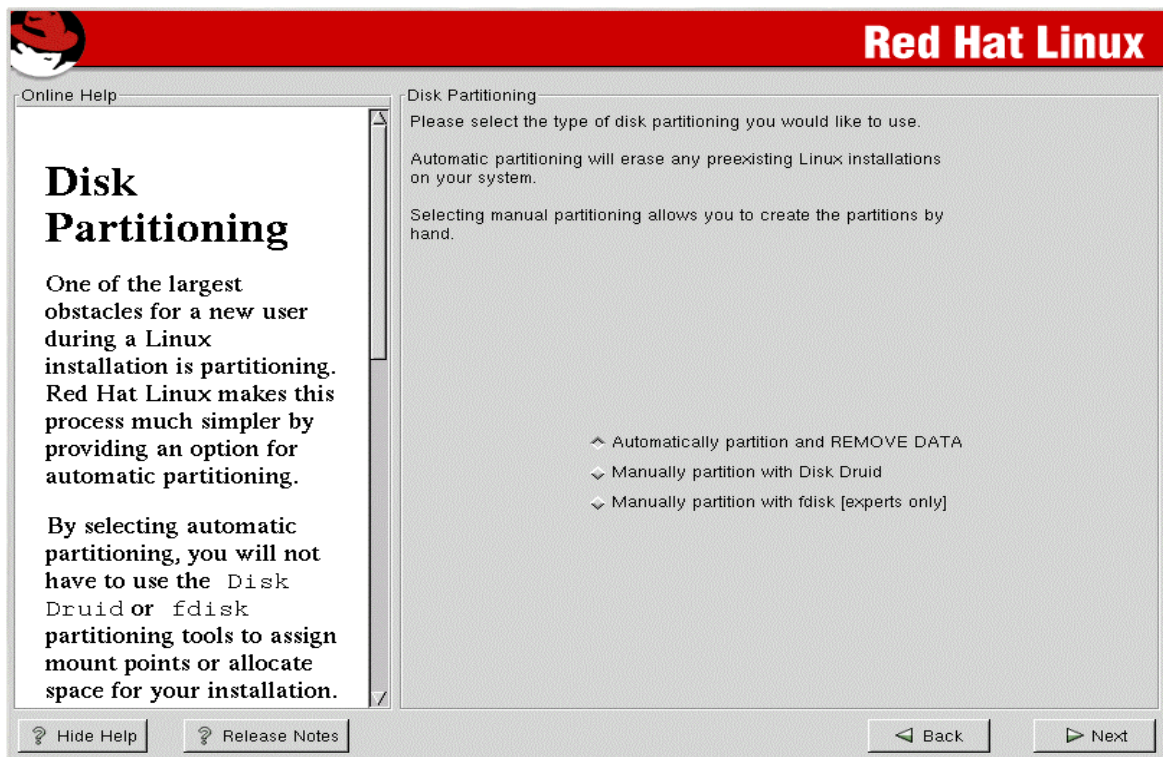 Red Hat Linux
Online Help
Disk
Partitioning
One of the largest
obstacles for a new user
during a Linux
installation is partitioning.
Red Hat Linux makes this
process much simpler by
providing an option for
automatic partitioning.
By selecting automatic
partitioning, you will not
have to use the Disk
Druid or fdisk
partitioning tools to assign
mount points or allocate
space for your installation.
Disk Partitioning
Please select the type of disk partitioning you would like to use.
Automatic partitioning will erase any preexisting Linux installations
on your system.
Selecting manual partitioning allows you to create the partitions by
hand.
Automatically partition and REMOVE DATA
Manually partition with Disk Druid
Manually partition with fdisk [experts only]
? Hide Help
? Release Notes
Back
Next